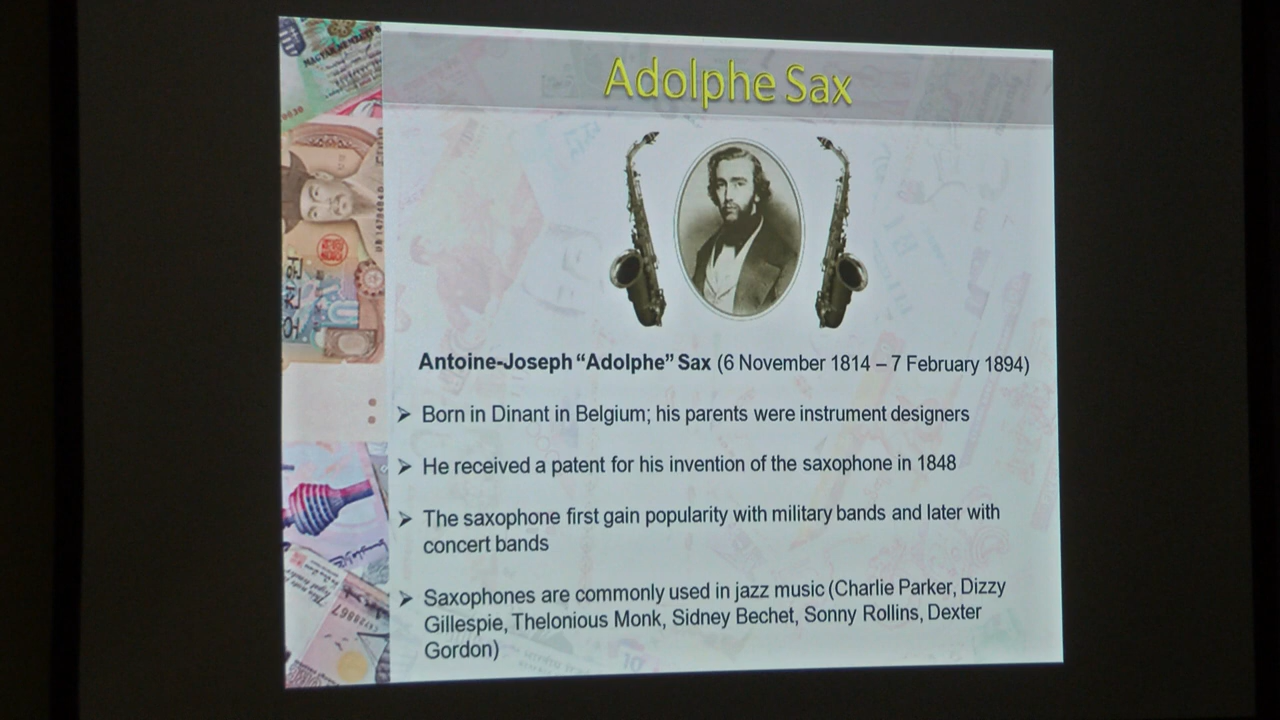 Adolphe Sax
Antoine-Joseph “Adolphe” Sax (6 November 1814 – 7 February 1894)
➢ Born in Dinant in Belgium; his parents were instrument designers
➢ He received a patent for his invention of the saxophone in 1848
➢ The saxophone first gain popularity with military bands and later with
concert bands
➢ Saxophones are commonly used in jazz music (Charlie Parker, Dizzy
Gillespie, Thelonious Monk, Sidney Bechet, Sonny Rollins, Dexter
Gordon)